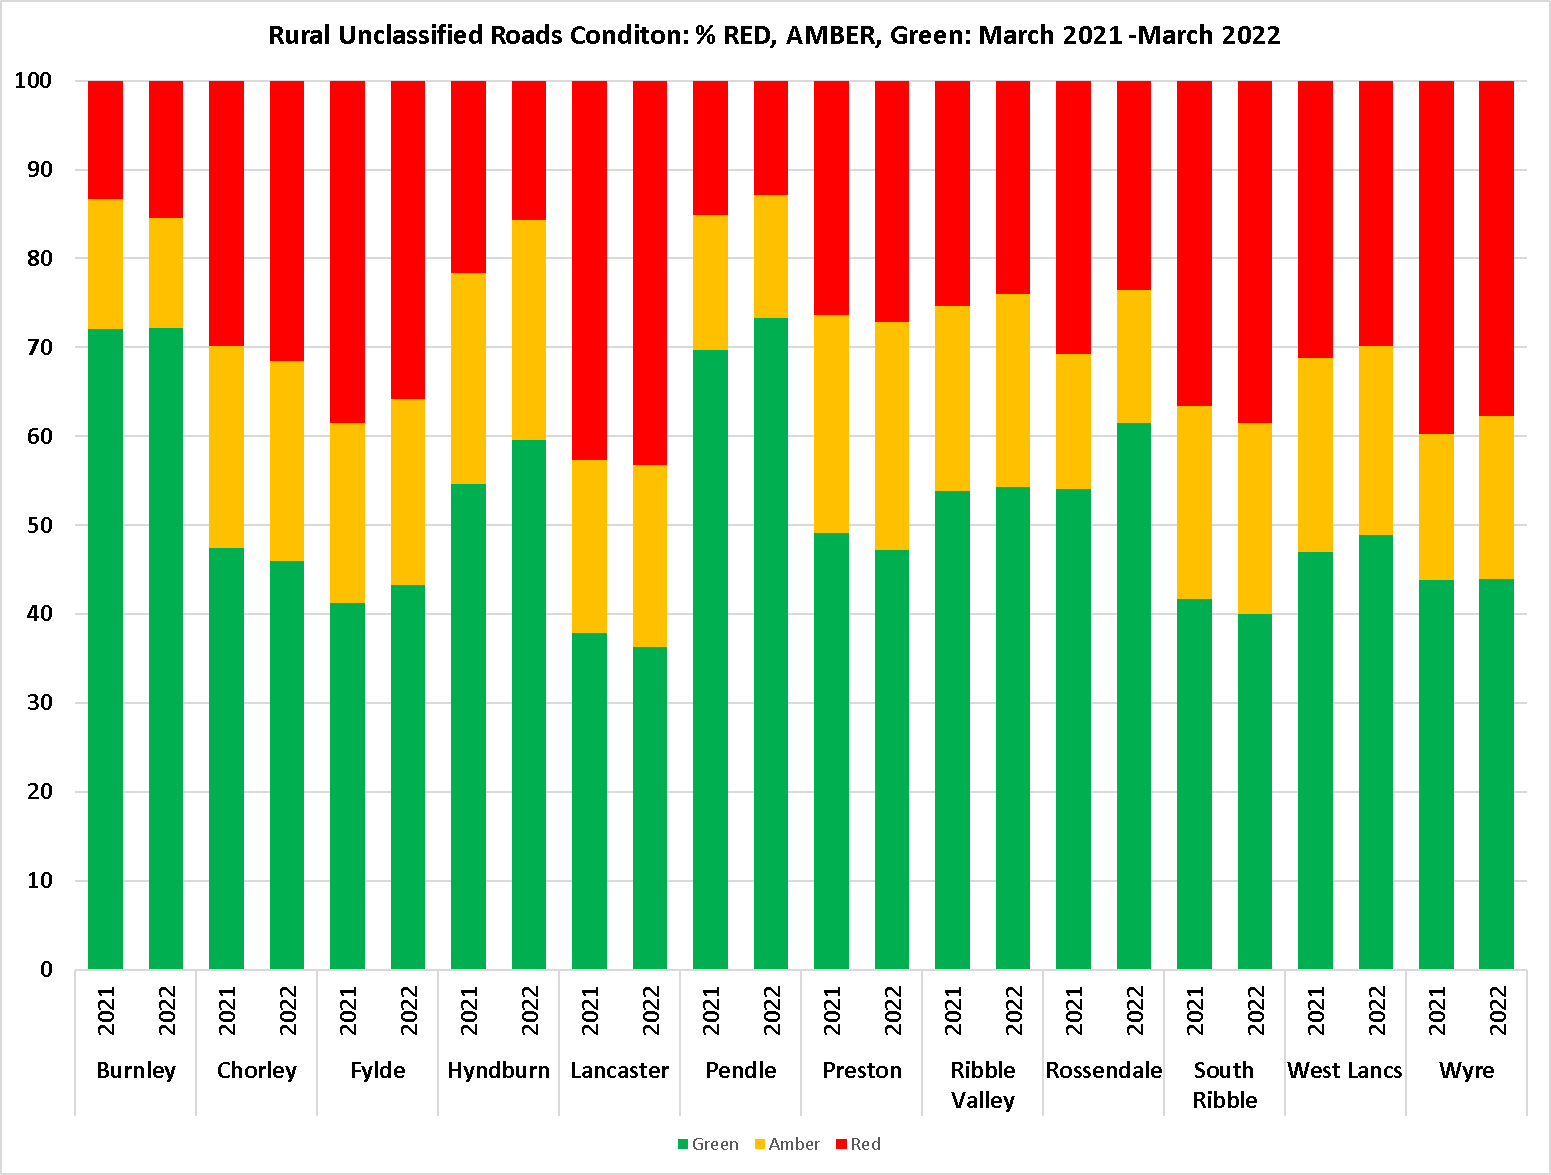 Rural Unclassified Roads Conditon: % RED, AMBER, Green: March 2021 -March 2022
100
90
80
70
60
50
40
30
20
10
0
2021 2022 2021 2022 2021 2022 2021 2022 2021 2022 2021 2022 2021 2022 2021 2022 2021 2022 2021 2022 2021 2022 2021 2022
Burnley Chorley Fylde Hyndburn Lancaster Pendle Preston Ribble Rossendale South West Lancs Wyre
Valley Ribble
Green Amber Red